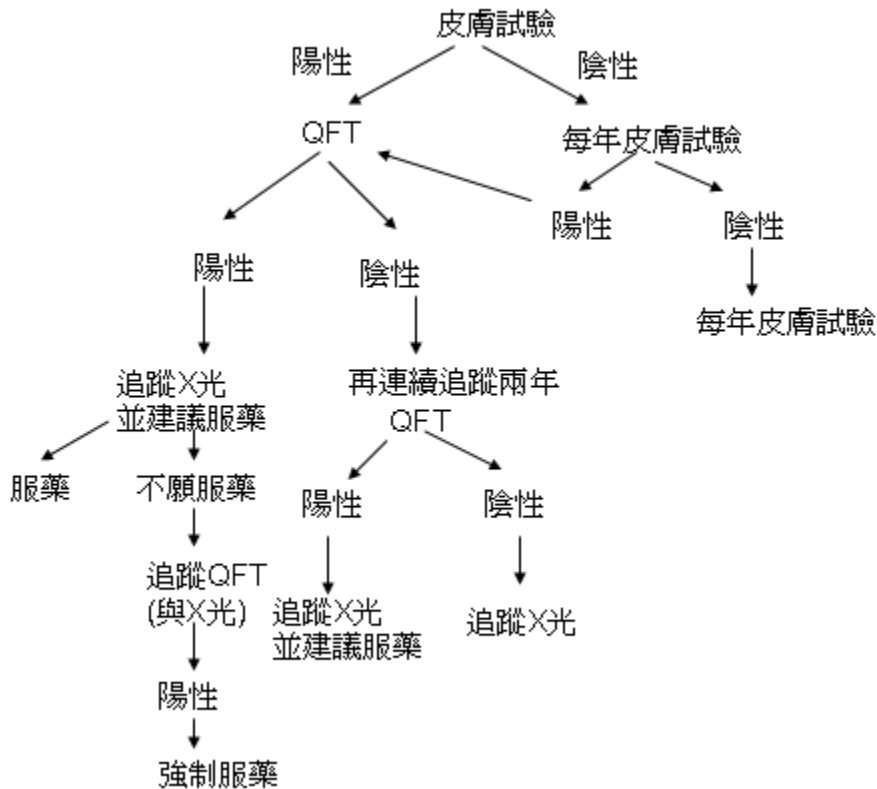 皮膚試驗
陽性
陰性
QFT
每年皮膚試驗
陽性
陰性
陽性
陰性
每年皮膚試驗
追蹤X光
並建議服藥
再連續追蹤兩年
QFT
服藥
不願服藥
陽性
陰性
追蹤QFT
(與X光)
追蹤X光
並建議服藥
追蹤X光
陽性
強制服藥